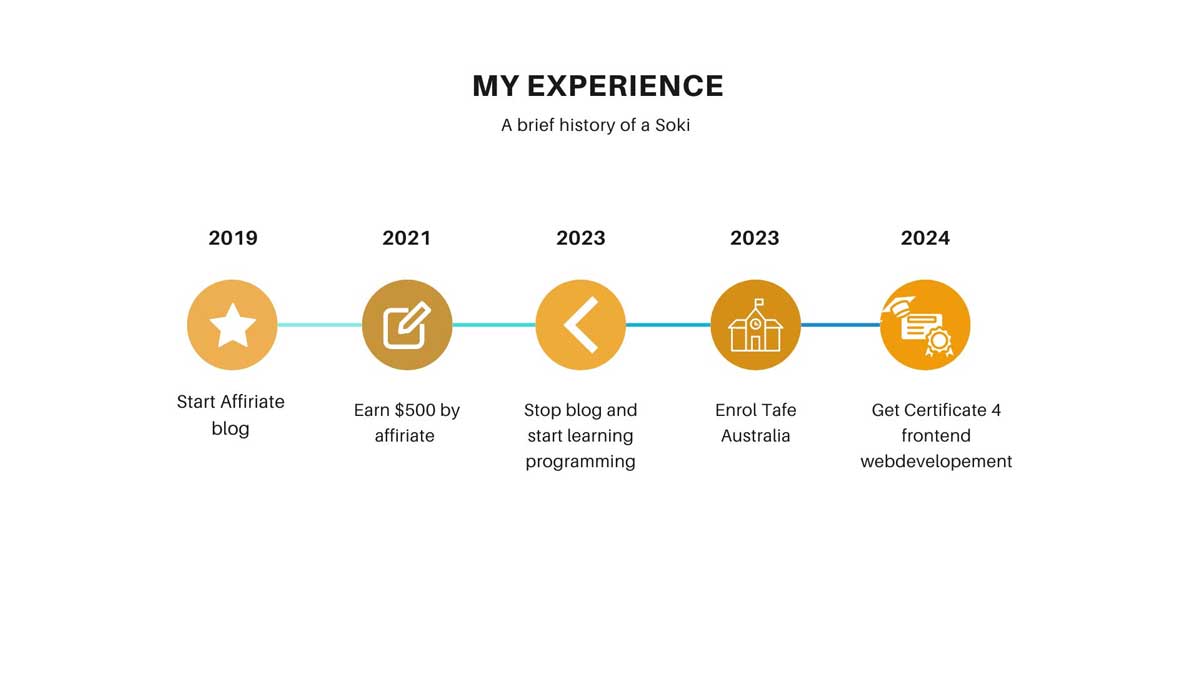 MY EXPERIENCE
A brief history of a Soki
2019
Start Affiriate
blog
2021
Earn $500 by
affiriate
2023
Stop blog and
start learning
programming
2023
Enrol Tafe
Australia
2024
Get Certificate 4
frontend
webdevelopement